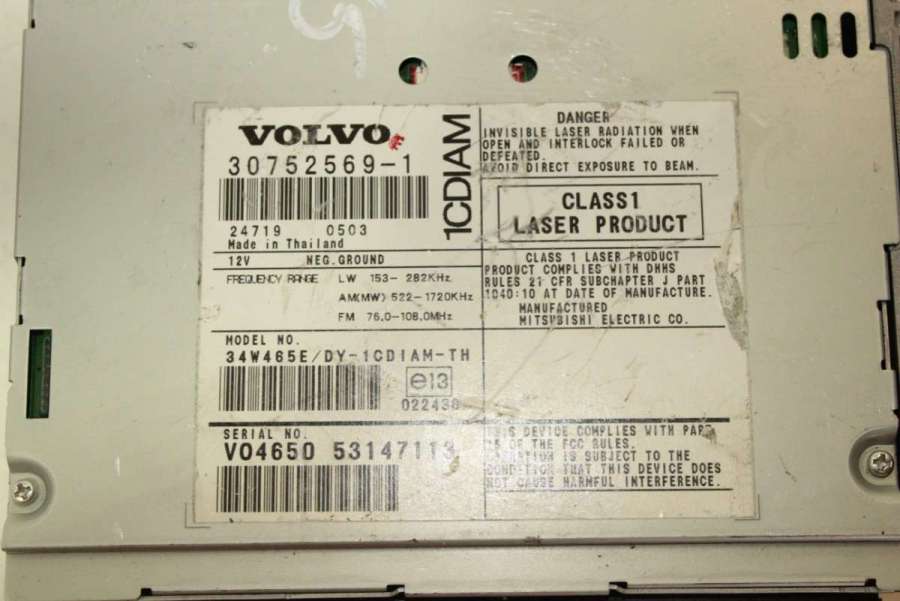 VOLVO
30752569-1
24719 0503
Made in Thailand
1CDIAM
12V NEG.GROUND
FREQUENCY RANGE LW 153-282KHz
AM(MW) 522-1720KHz
FM 76.0-108.0MHz
MODEL NO.
34W465E/DY-1CDIAM-TH
e13
022430
SERIAL NO.
V04650 53147113
DANGER
INVISIBLE LASER RADIATION WHEN
OPEN AND INTERLOCK FAILED OR
DEFEATED.
AVOID DIRECT EXPOSURE TO BEAM.
CLASS1
LASER PRODUCT
CLASS 1 LASER PRODUCT
PRODUCT COMPLIES WITH DHHS
RULES 21 CFR SUBCHAPTER J PART
1040:10 AT DATE OF MANUFACTURE.
MANUFACTURED
MITSUBISHI ELECTRIC CO.
THIS DEVICE COMPLIES WITH PART
15 OF THE FCC RULES.
OPERATION IS SUBJECT TO THE
CONDITION THAT THIS DEVICE DOES
NOT CAUSE HARMFUL INTERFERENCE.